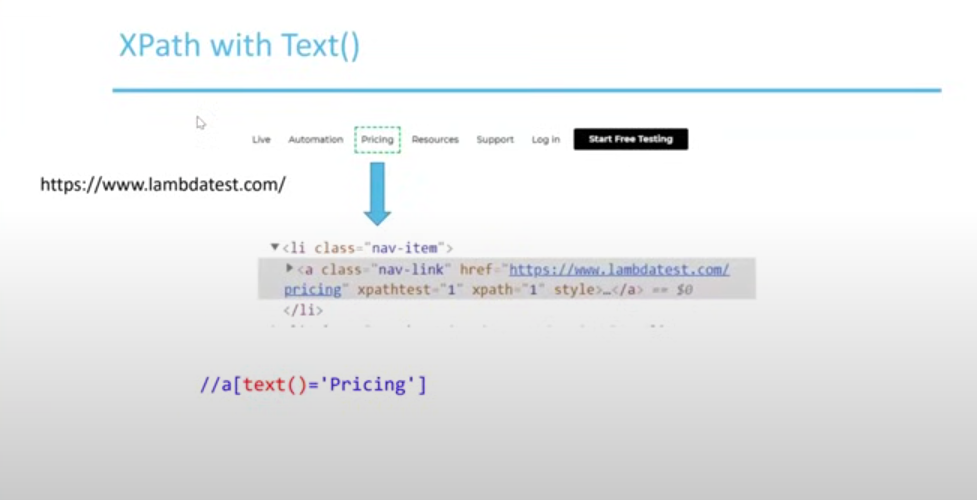 XPath with Text()
Live Automation Pricing Resources Support Log in Start Free Testing
https://www.lambdatest.com/
▼<li class="nav-item">
▶<a class="nav-link" href="https://www.lambdatest.com/
pricing" xpathtest="1" xpath="1" style>…</a> == $0
</li>
//a[text()='Pricing']